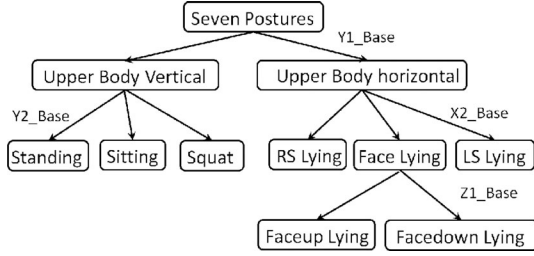 Seven Postures
Y1_Base
Upper Body Vertical
Upper Body horizontal
Y2_Base
X2_Base
Standing
Sitting
Squat
RS Lying
Face Lying
LS Lying
Z1_Base
Faceup Lying
Facedown Lying